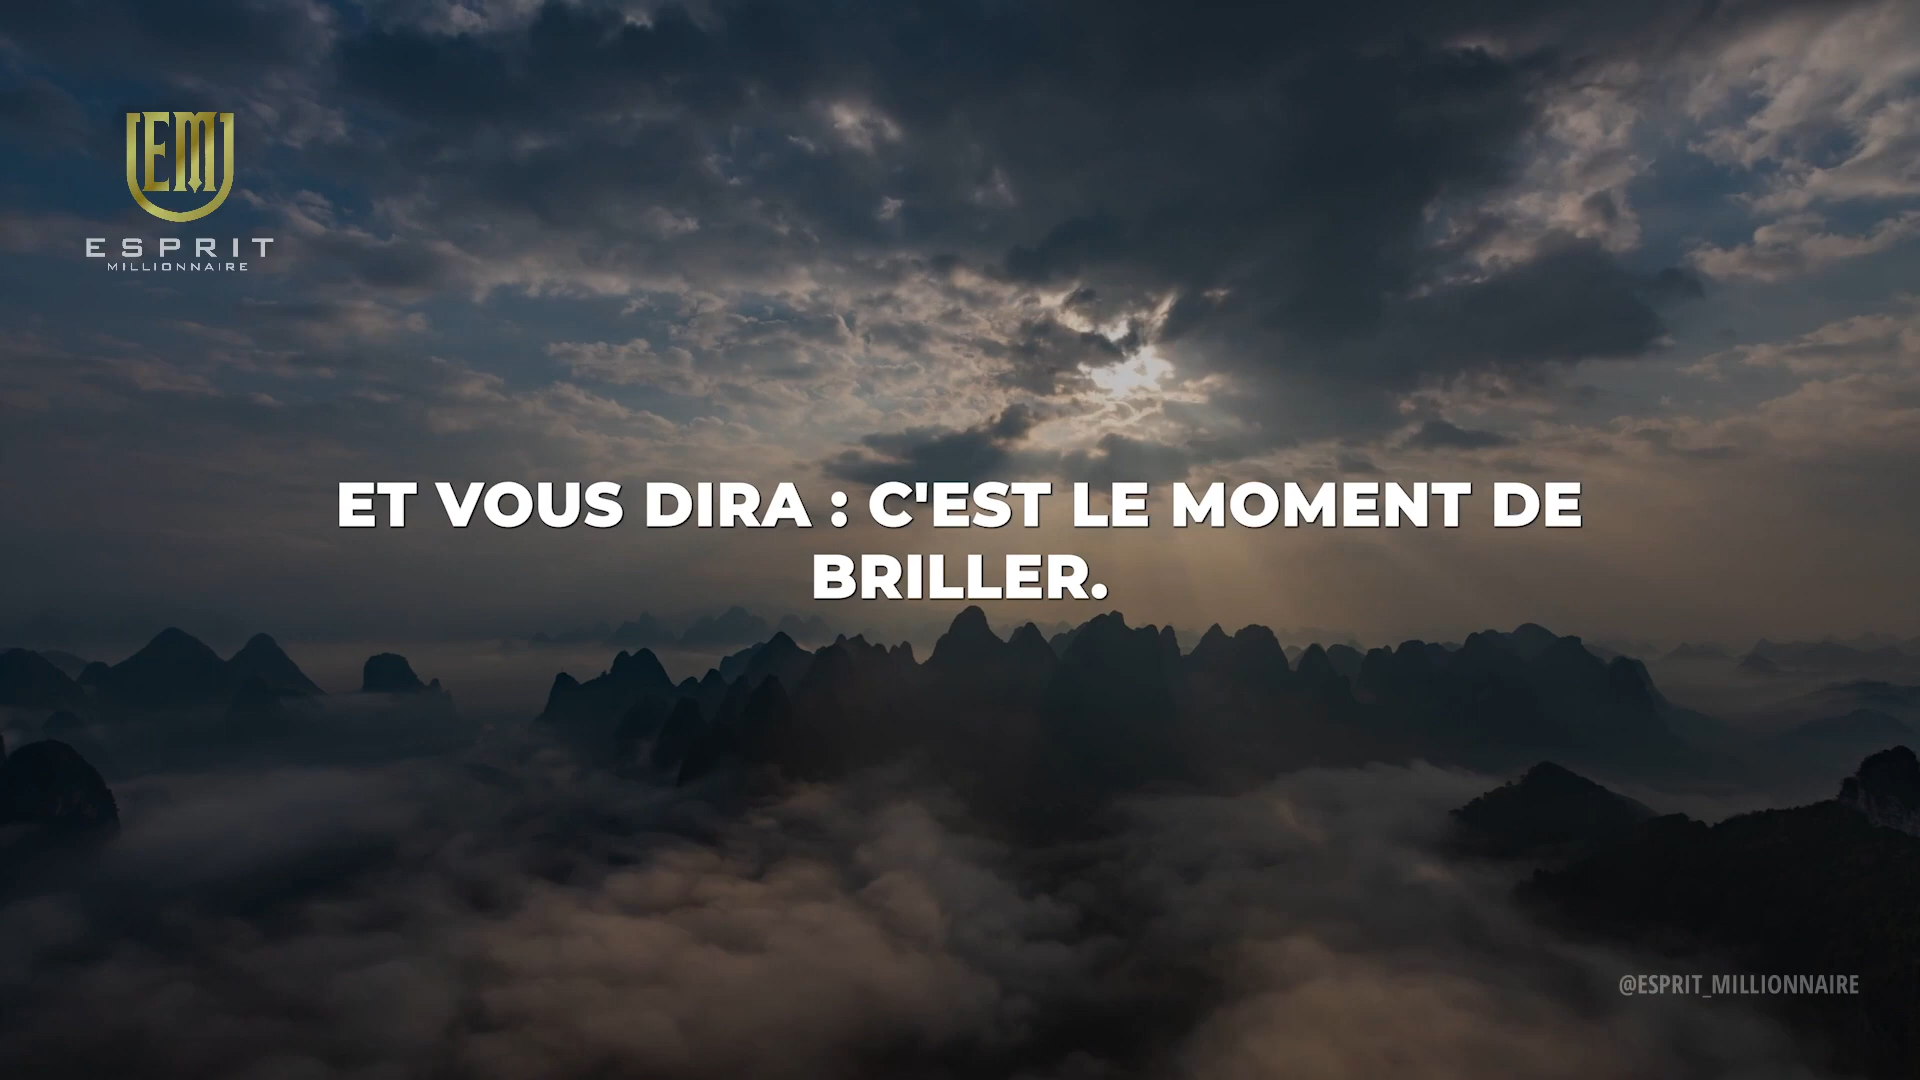 EM
ESPRIT
MILLIONNAIRE
ET VOUS DIRA : C'EST LE MOMENT DE
BRILLER.
@ESPRIT_MILLIONNAIRE